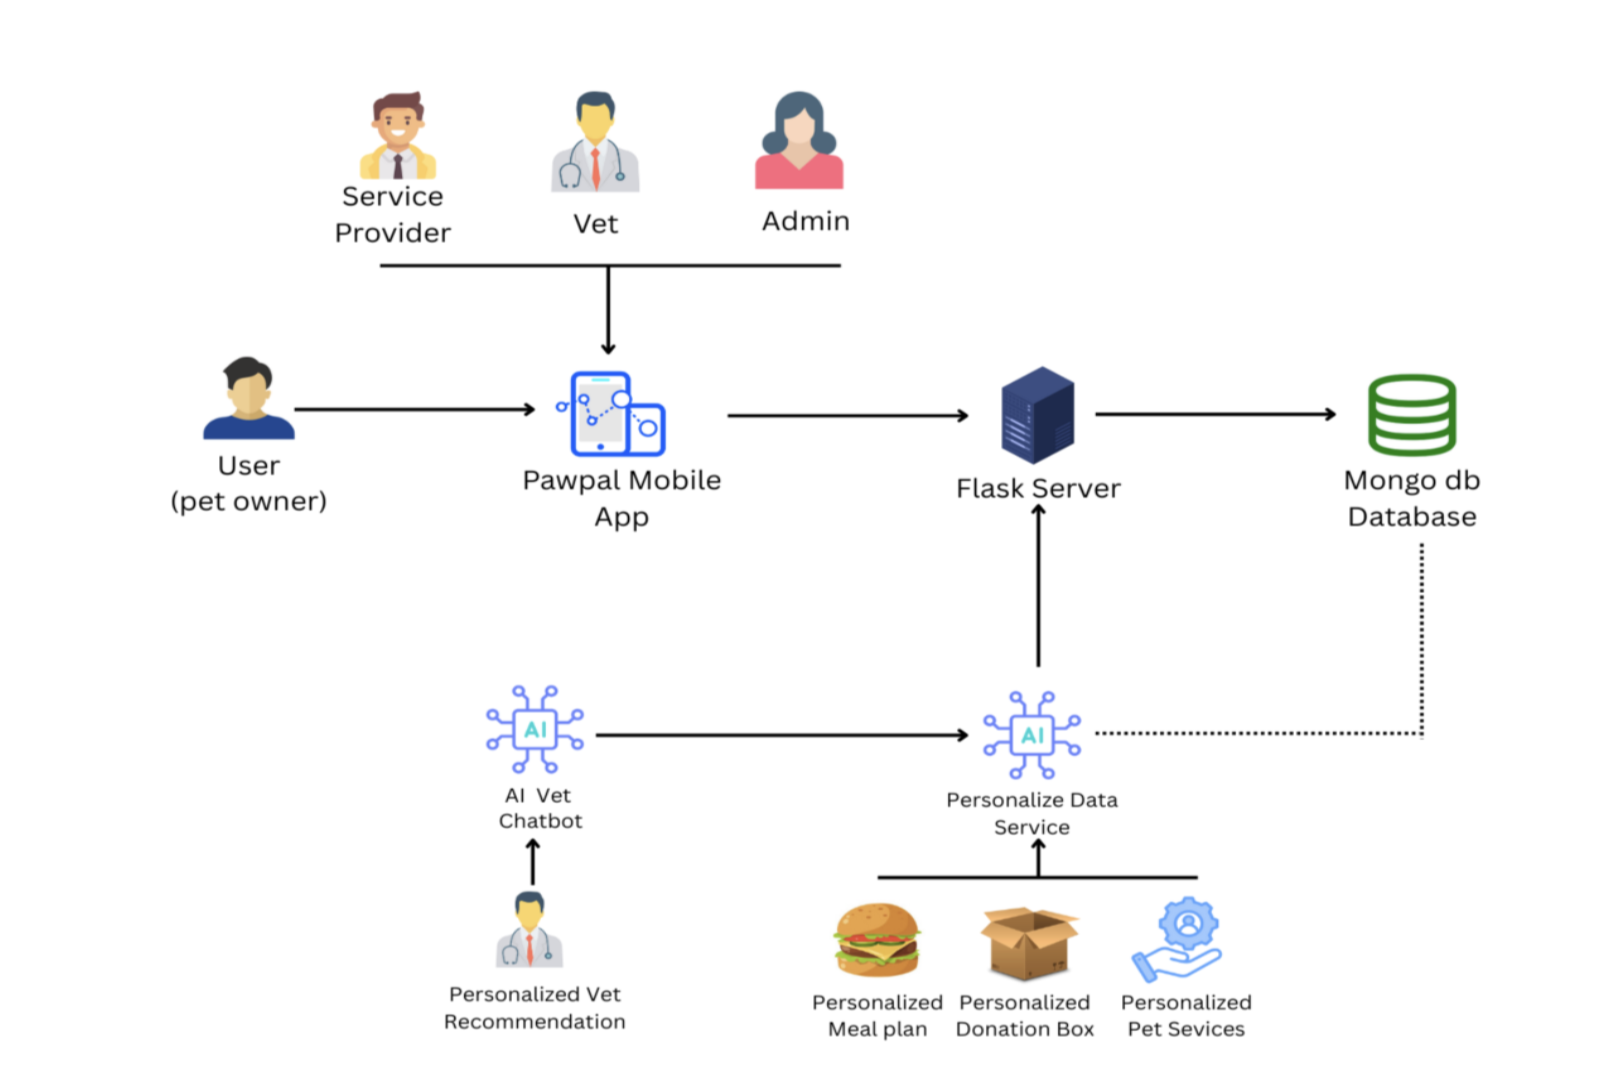 Service
Provider
Vet
Admin
User
(pet owner)
Pawpal Mobile
App
Flask Server
Mongo db
Database
AI
AI Vet
Chatbot
AI
Personalize Data
Service
Personalized Vet
Recommendation
Personalized
Meal plan
Personalized
Donation Box
Personalized
Pet Sevices